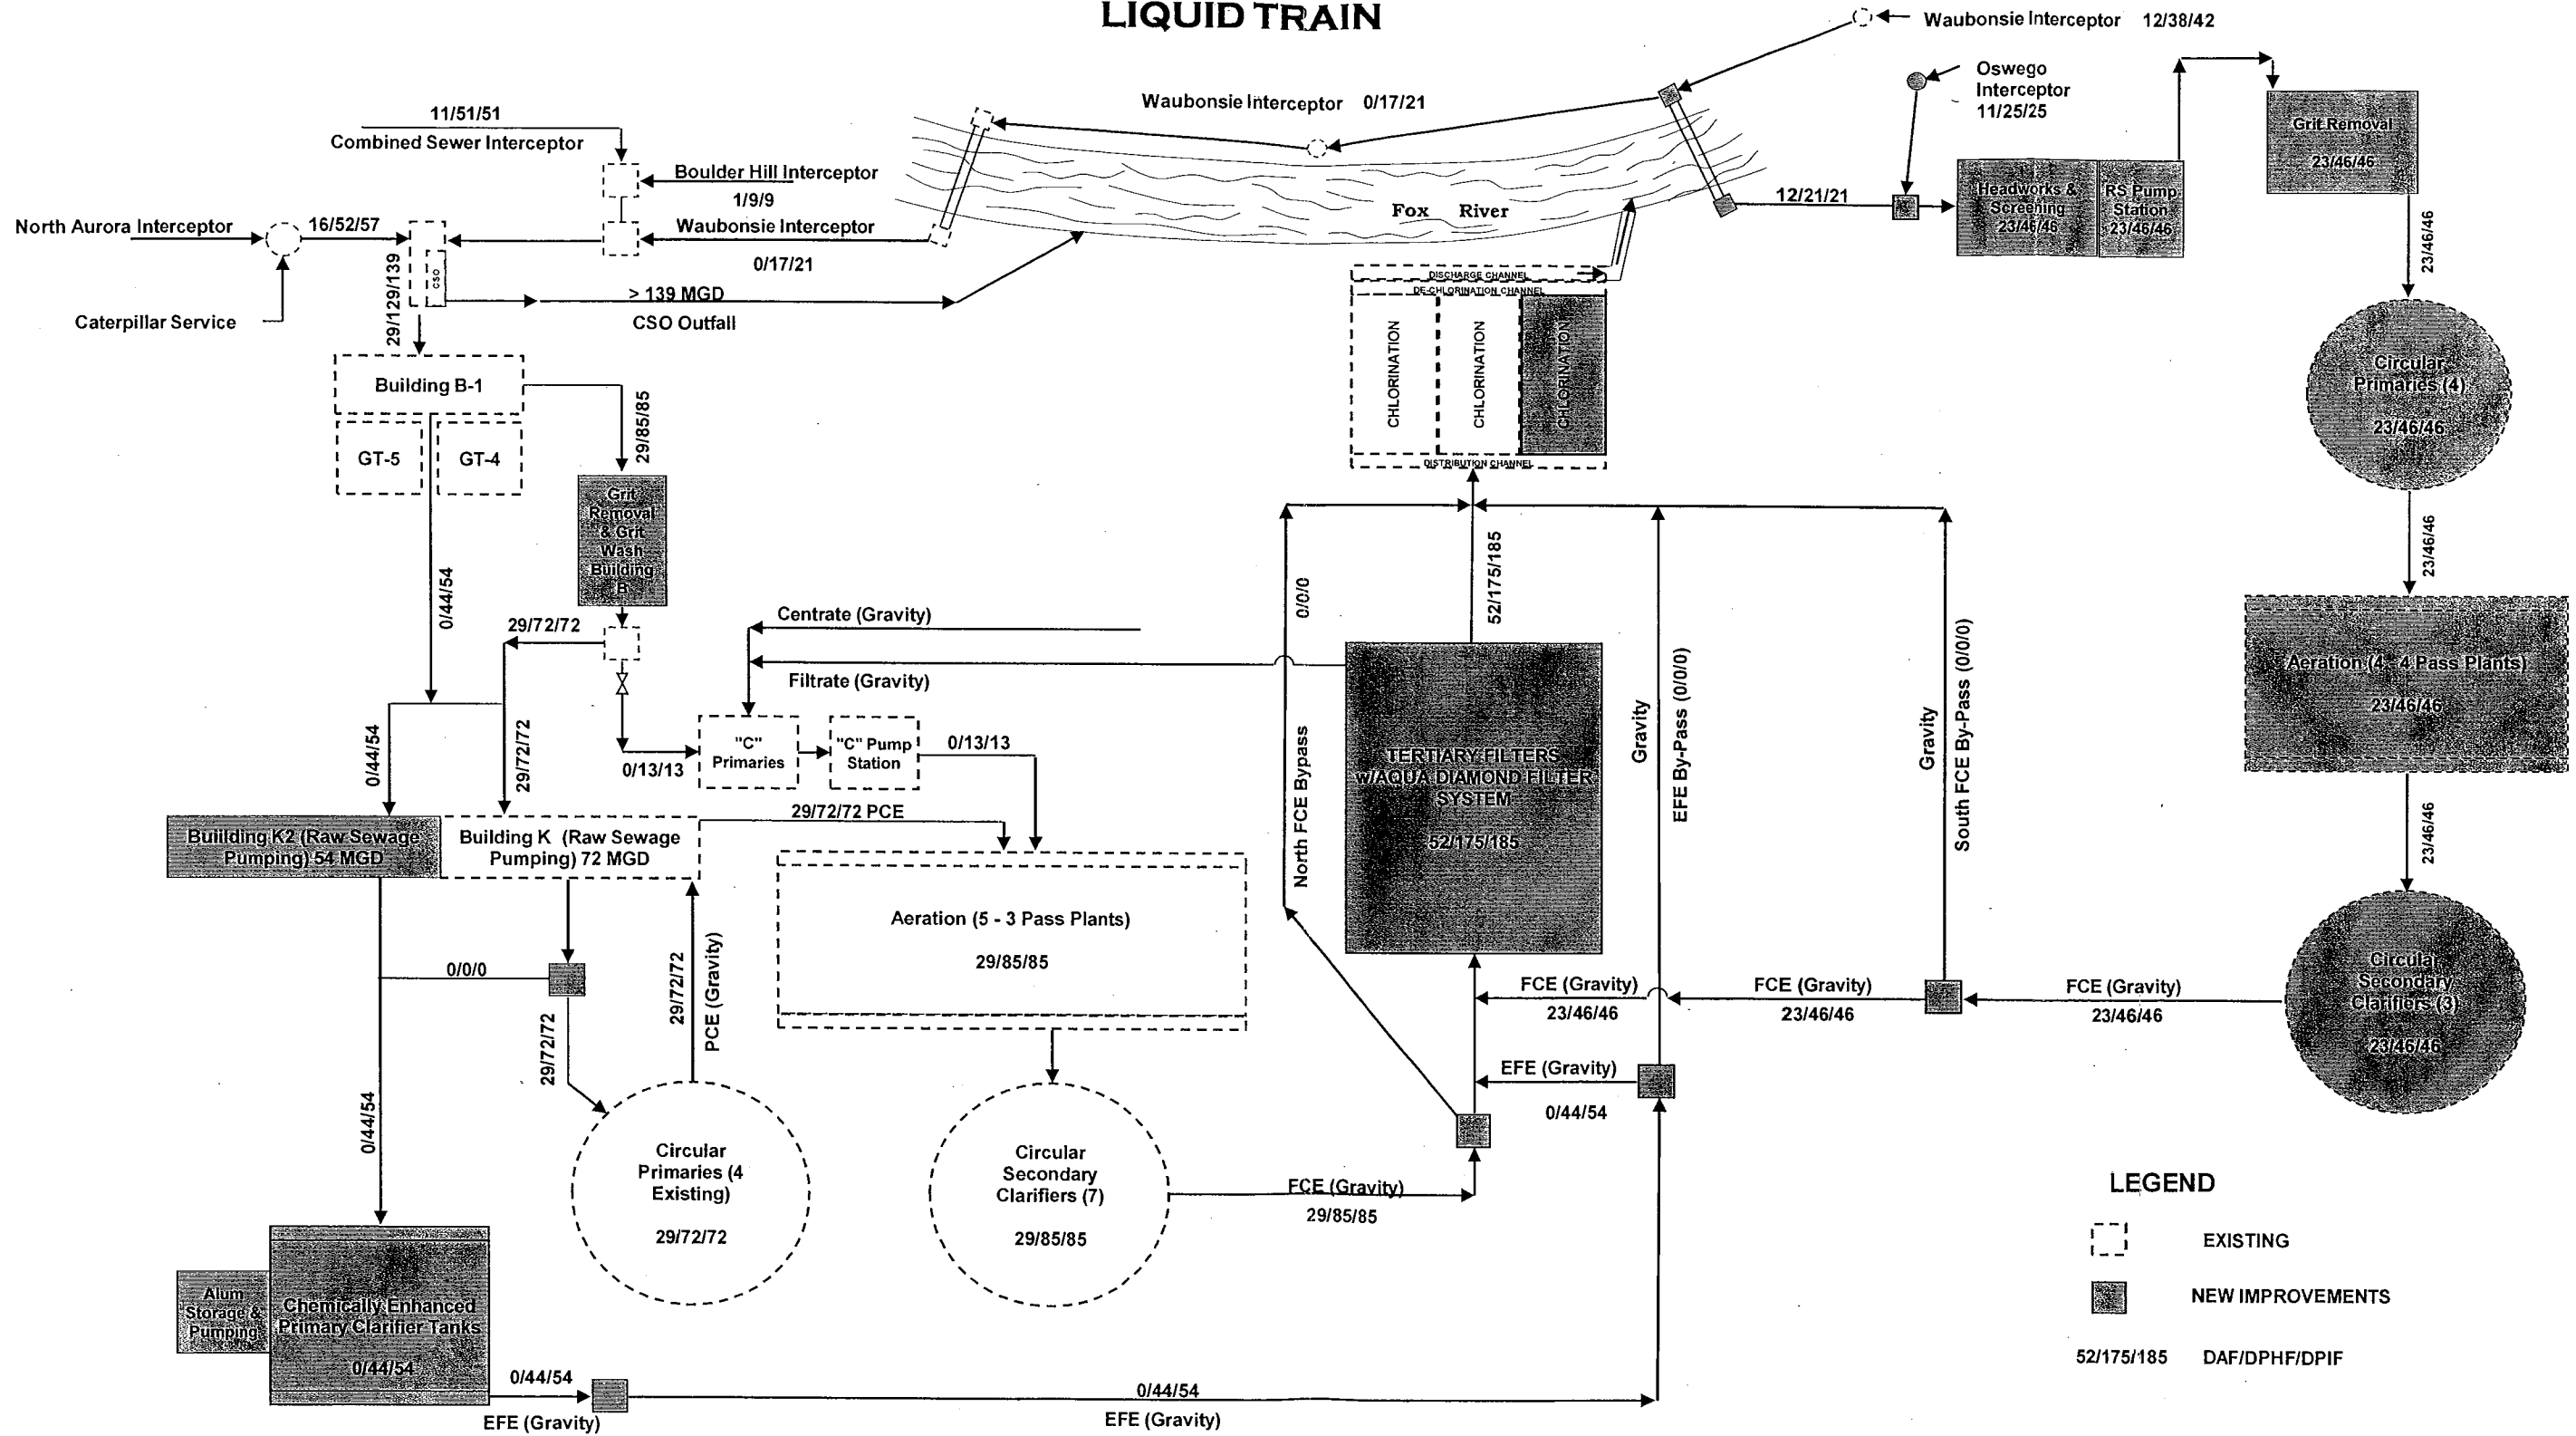 LIQUID TRAIN
Waubonsie Interceptor 12/38/42
Oswego
Interceptor
11/25/25
Waubonsie Interceptor 0/17/21
11/51/51
Combined Sewer Interceptor
Boulder Hill Interceptor
1/9/9
North Aurora Interceptor
16/52/57
Waubonsie Interceptor
0/17/21
Caterpillar Service
29/129/139
CSO
> 139 MGD
CSO Outfall
Fox River
12/21/21
Headworks &
Screening
23/46/46
RS Pump
Station
23/46/46
Grit Removal
23/46/46
23/46/46
Circular
Primaries (4)
23/46/46
23/46/46
Aeration (4 - 4 Pass Plants)
23/46/46
23/46/46
Circular
Secondary
Clarifiers (3)
23/46/46
DISCHARGE CHANNEL
DE-CHLORINATION CHANNEL
CHLORINATION
CHLORINATION
CHLORINATION
DISTRIBUTION CHANNEL
Building B-1
GT-5
GT-4
29/85/85
Grit
Removal
& Grit
Wash
Building
B
0/44/54
29/72/72
Centrate (Gravity)
Filtrate (Gravity)
0/44/54
29/72/72
0/13/13
"C"
Primaries
"C" Pump
Station
0/13/13
Buiilding K2 (Raw Sewage
Pumping) 54 MGD
Building K (Raw Sewage
Pumping) 72 MGD
29/72/72 PCE
Aeration (5 - 3 Pass Plants)
29/85/85
0/0/0
29/72/72
29/72/72
PCE (Gravity)
0/44/54
Circular
Primaries (4
Existing)
29/72/72
Circular
Secondary
Clarifiers (7)
29/85/85
FCE (Gravity)
29/85/85
Alum
Storage &
Pumping
Chemically Enhanced
Primary Clarifier Tanks
0/44/54
0/44/54
EFE (Gravity)
0/44/54
EFE (Gravity)
0/0/0
North FCE Bypass
52/175/185
TERTIARY FILTERS
w/AQUA DIAMOND FILTER
SYSTEM
52/175/185
Gravity
EFE By-Pass (0/0/0)
Gravity
South FCE By-Pass (0/0/0)
FCE (Gravity)
23/46/46
FCE (Gravity)
23/46/46
FCE (Gravity)
23/46/46
EFE (Gravity)
0/44/54
LEGEND
EXISTING
NEW IMPROVEMENTS
52/175/185 DAF/DPHF/DPIF